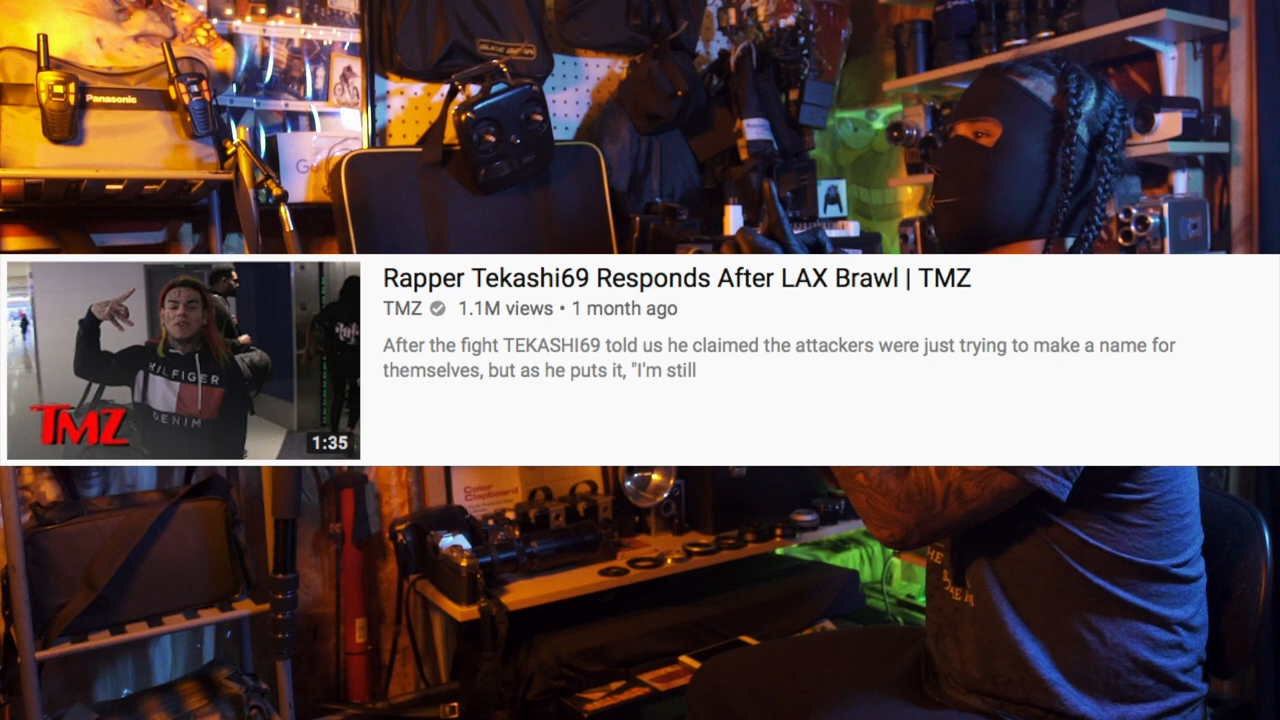 Panasonic
Rapper Tekashi69 Responds After LAX Brawl | TMZ
TMZ 1.1M views • 1 month ago
After the fight TEKASHI69 told us he claimed the attackers were just trying to make a name for
themselves, but as he puts it, "I'm still
HILFIGER
DENIM
TMZ
1:35
Color
Clapboard
THE